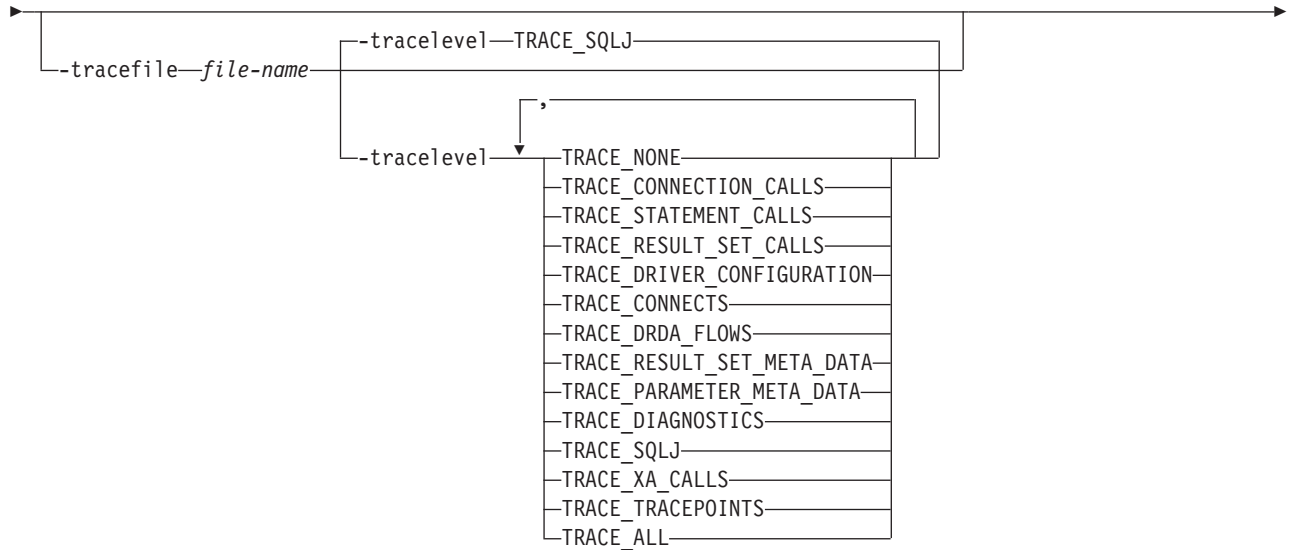 -tracelevel TRACE_SQLJ
-tracefile file-name
,
-tracelevel TRACE_NONE
TRACE_CONNECTION_CALLS
TRACE_STATEMENT_CALLS
TRACE_RESULT_SET_CALLS
TRACE_DRIVER_CONFIGURATION
TRACE_CONNECTS
TRACE_DRDA_FLOWS
TRACE_RESULT_SET_META_DATA
TRACE_PARAMETER_META_DATA
TRACE_DIAGNOSTICS
TRACE_SQLJ
TRACE_XA_CALLS
TRACE_TRACEPOINTS
TRACE_ALL